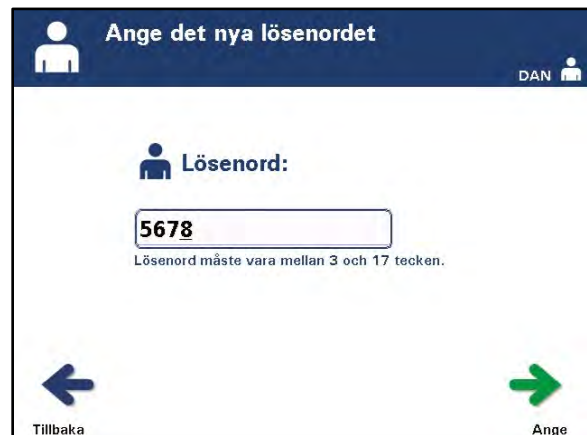 Ange det nya lösenordet
DAN
Lösenord:
5678
Lösenord måste vara mellan 3 och 17 tecken.
Tillbaka
Ange